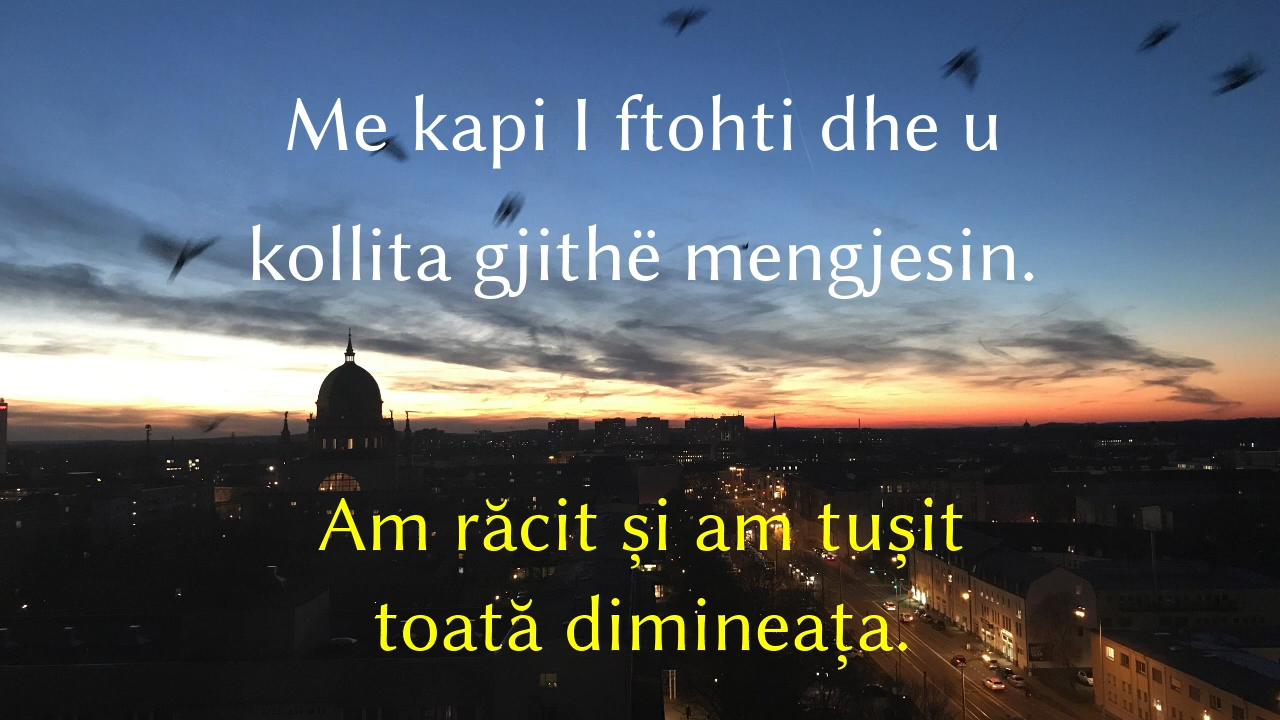 Me kapi I ftohti dhe u
kollita gjithë mengjesin.
Am răcit și am tușit
toată dimineața.